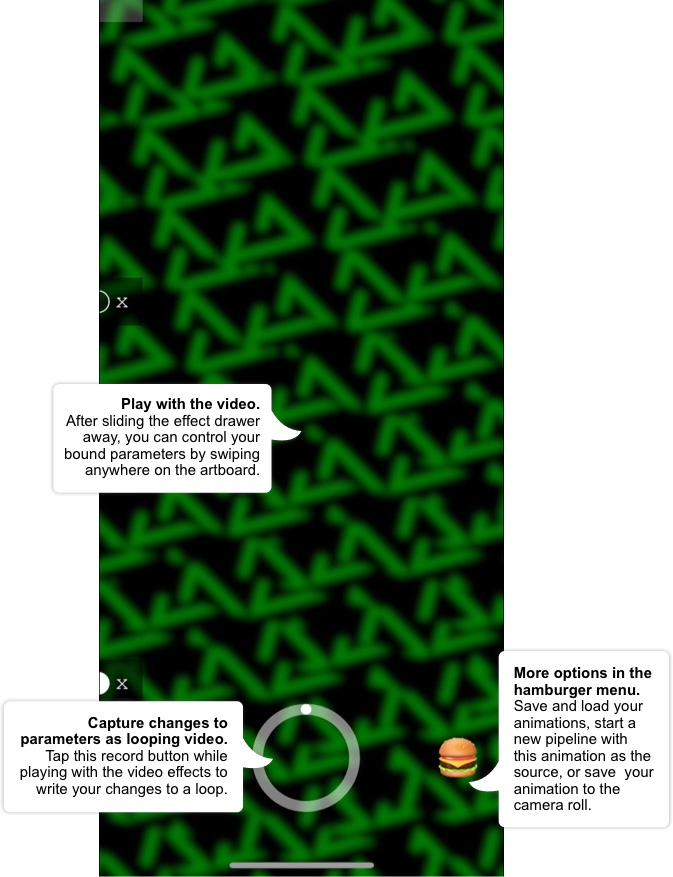 x
Play with the video.
After sliding the effect drawer
away, you can control your
bound parameters by swiping
anywhere on the artboard.
x
More options in the
hamburger menu.
Save and load your
animations, start a
new pipeline with
this animation as the
source, or save  your
animation to the
camera roll.
Capture changes to
parameters as looping video.
Tap this record button while
playing with the video effects to
write your changes to a loop.